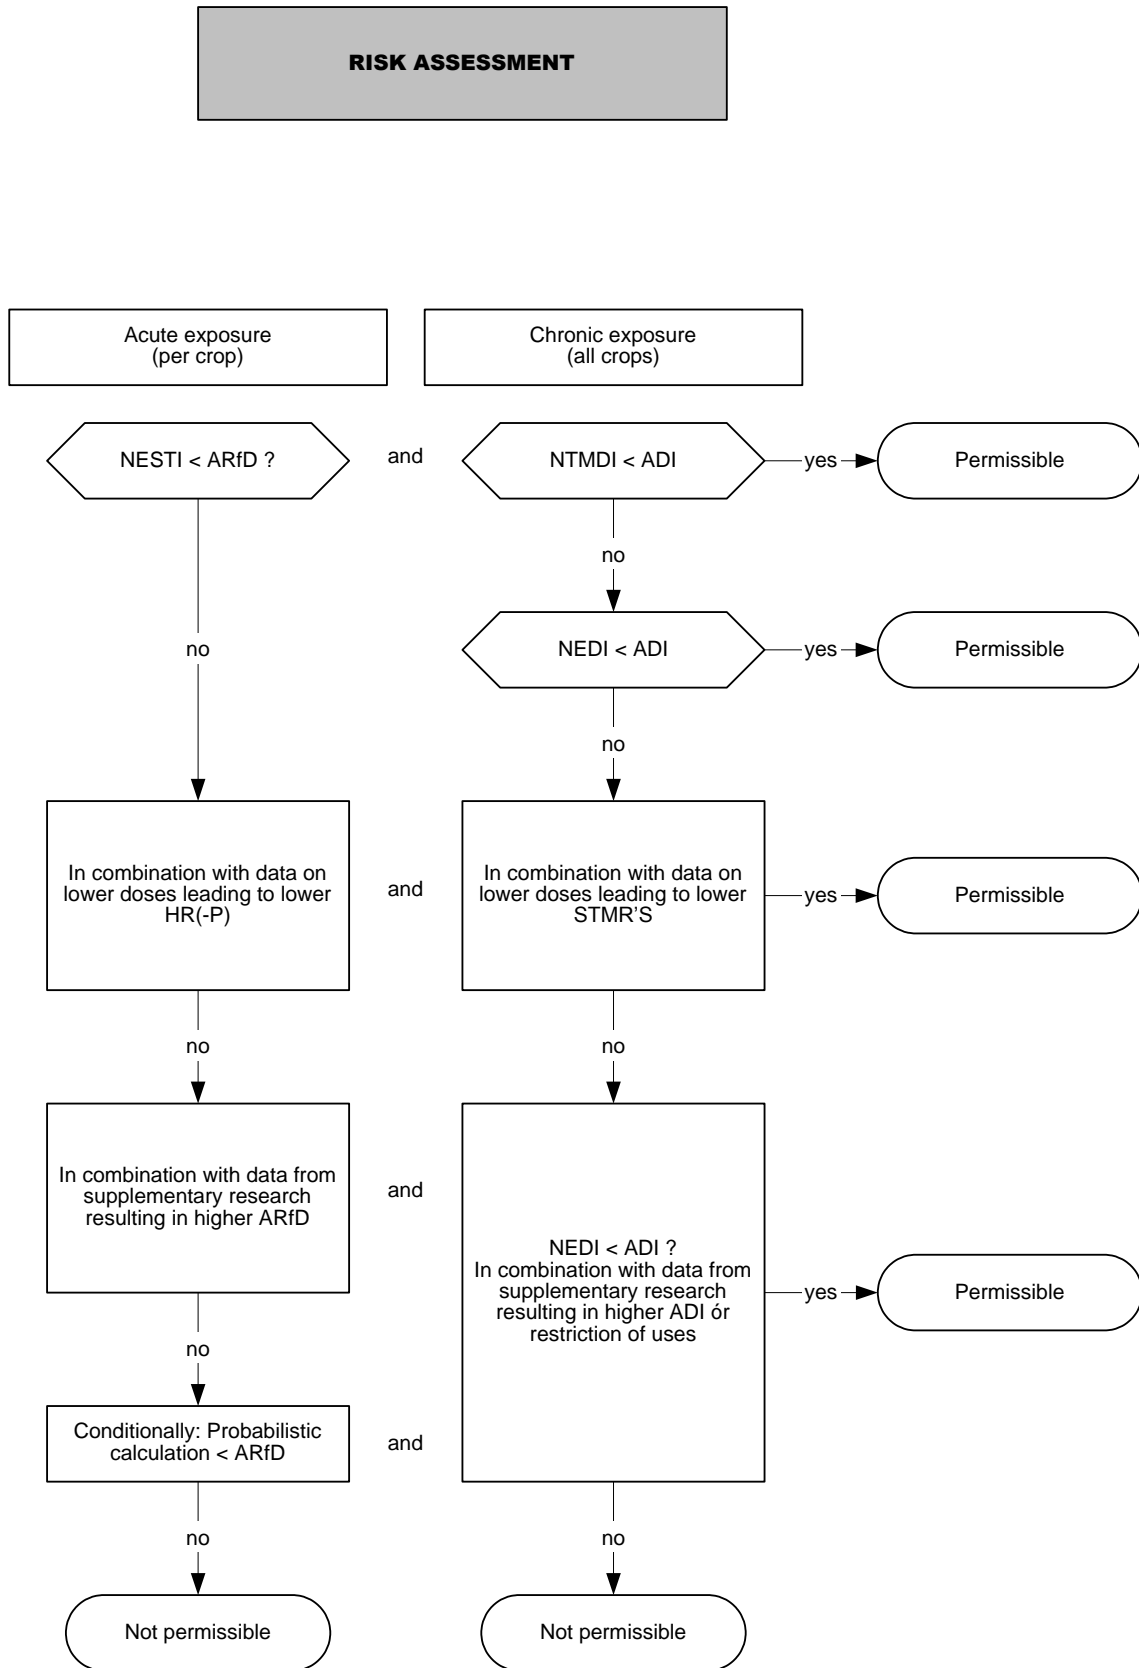 RISK ASSESSMENT
Acute exposure
(per crop)
Chronic exposure
(all crops)
NESTI < ARfD ?
and
NTMDI < ADI
yes
Permissible
no
no
NEDI < ADI
yes
Permissible
no
In combination with data on
lower doses leading to lower
HR(-P)
and
In combination with data on
lower doses leading to lower
STMR'S
yes
Permissible
no
no
In combination with data from
supplementary research
resulting in higher ARfD
and
NEDI < ADI ?
In combination with data from
supplementary research
resulting in higher ADI ór
restriction of uses
yes
Permissible
no
Conditionally: Probabilistic
calculation < ARfD
and
no
no
Not permissible
Not permissible